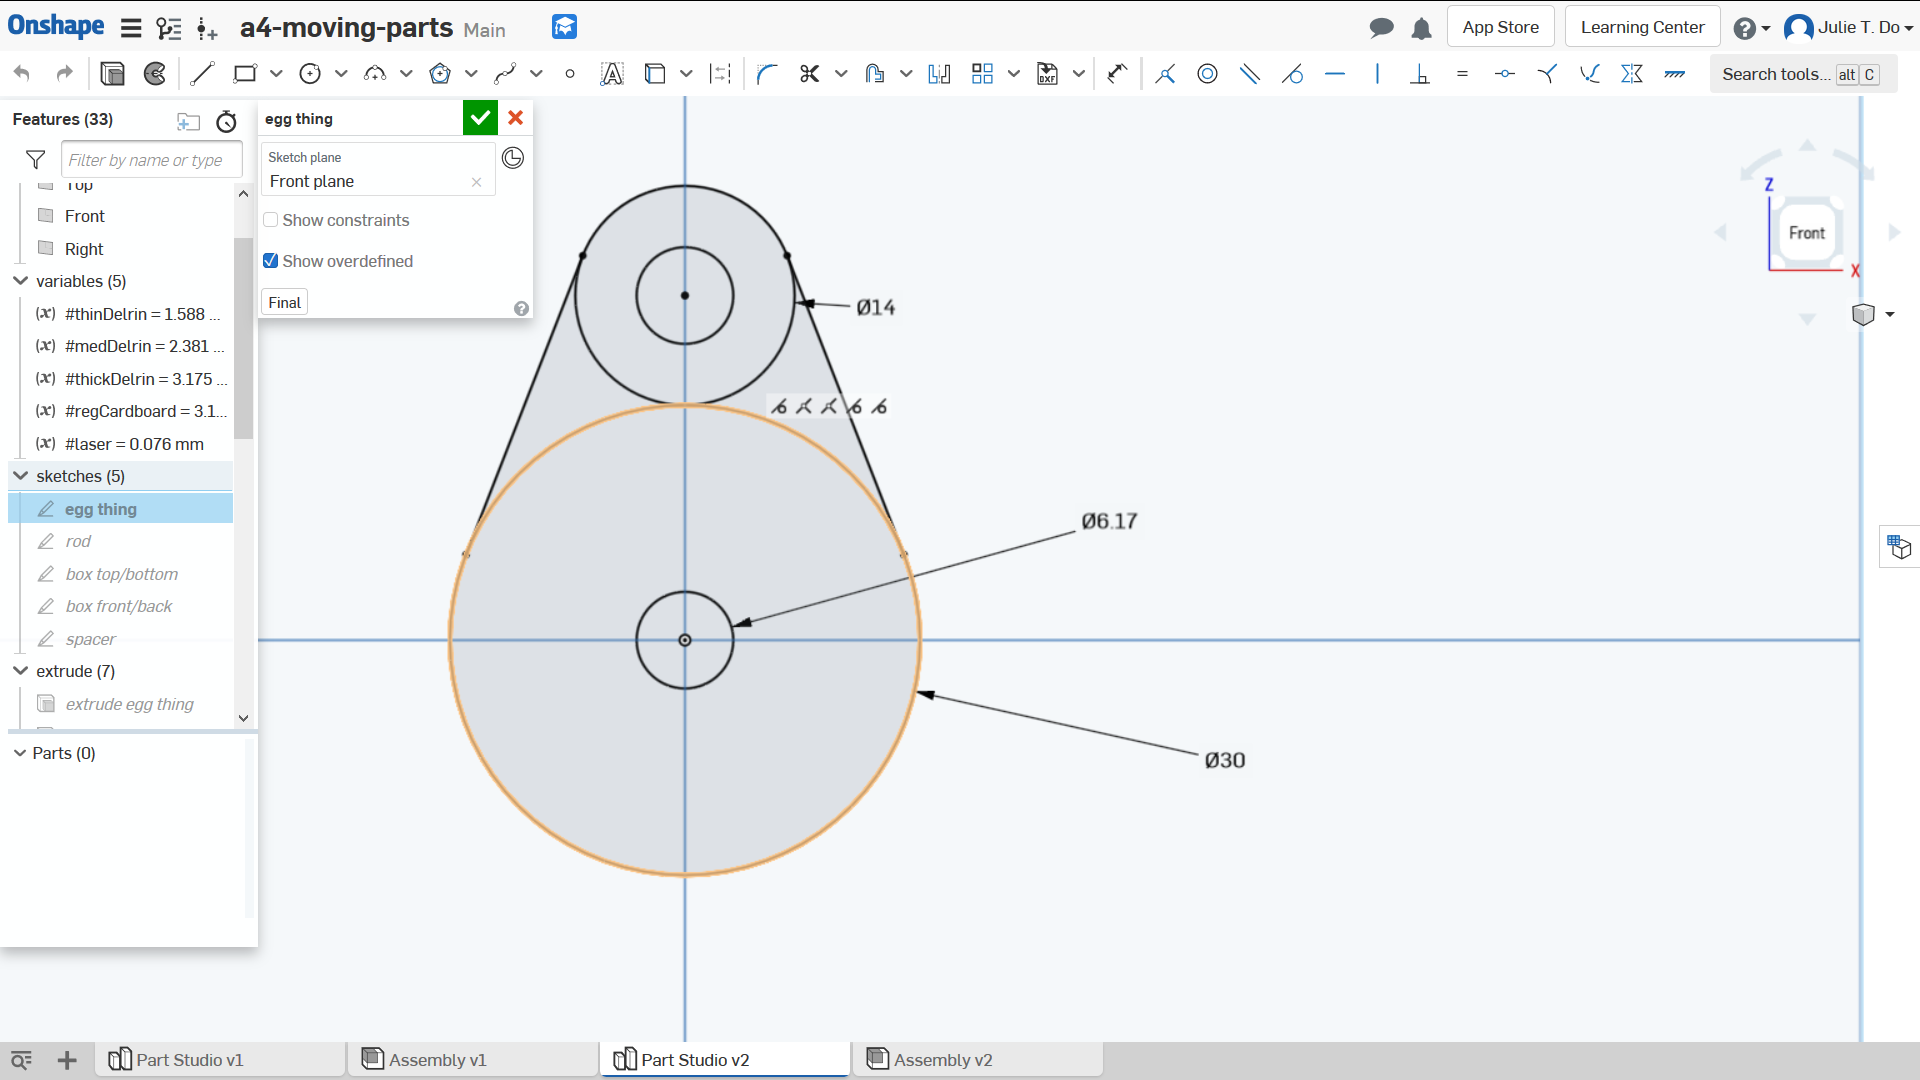 Onshape
a4-moving-parts Main
App Store
Learning Center
Julie T. Do
Search tools... alt C
Features (33)
Filter by name or type
Top
Front
Right
variables (5)
(x) #thinDelrin = 1.588 ...
(x) #medDelrin = 2.381 ...
(x) #thickDelrin = 3.175 ...
(x) #regCardboard = 3.1...
(x) #laser = 0.076 mm
sketches (5)
egg thing
rod
box top/bottom
box front/back
spacer
extrude (7)
extrude egg thing
Parts (0)
egg thing
Sketch plane
Front plane
Show constraints
Show overdefined
Final
Ø14
Ø6.17
Ø30
Z
Front
X
Part Studio v1
Assembly v1
Part Studio v2
Assembly v2